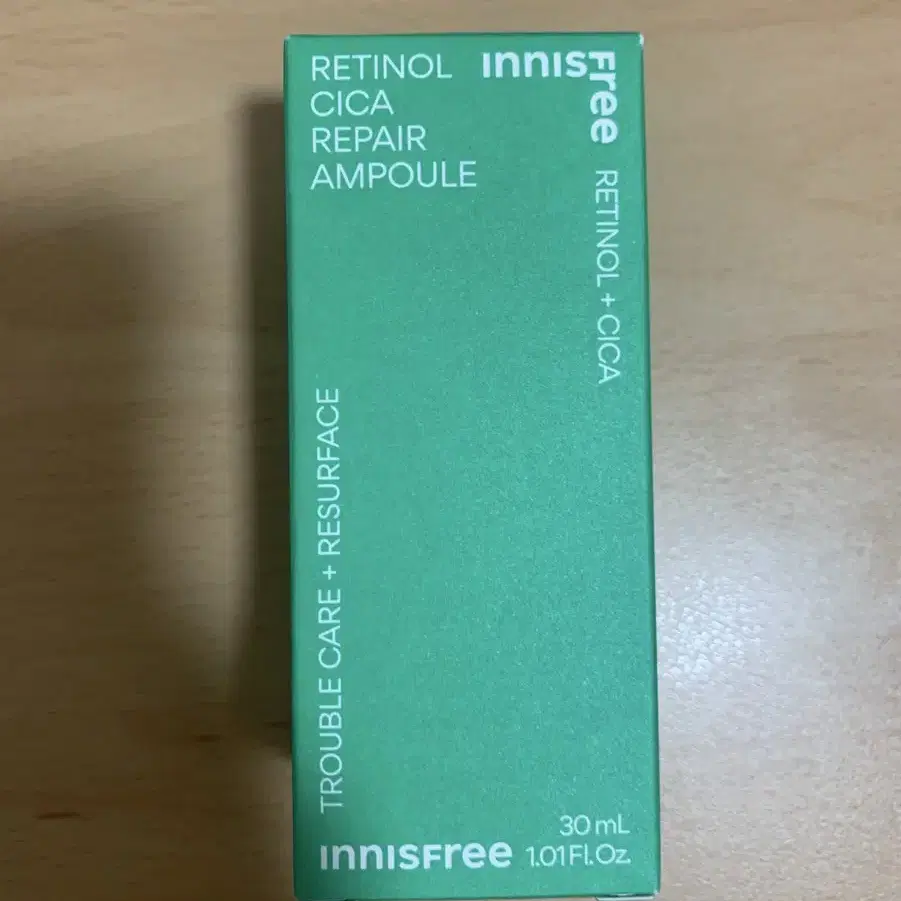 RETINOL
CICA
REPAIR
AMPOULE
InnISFree
RETINOL + CICA
TROUBLE CARE + RESURFACE
InnISFree
30 mL
1.01 Fl. Oz.